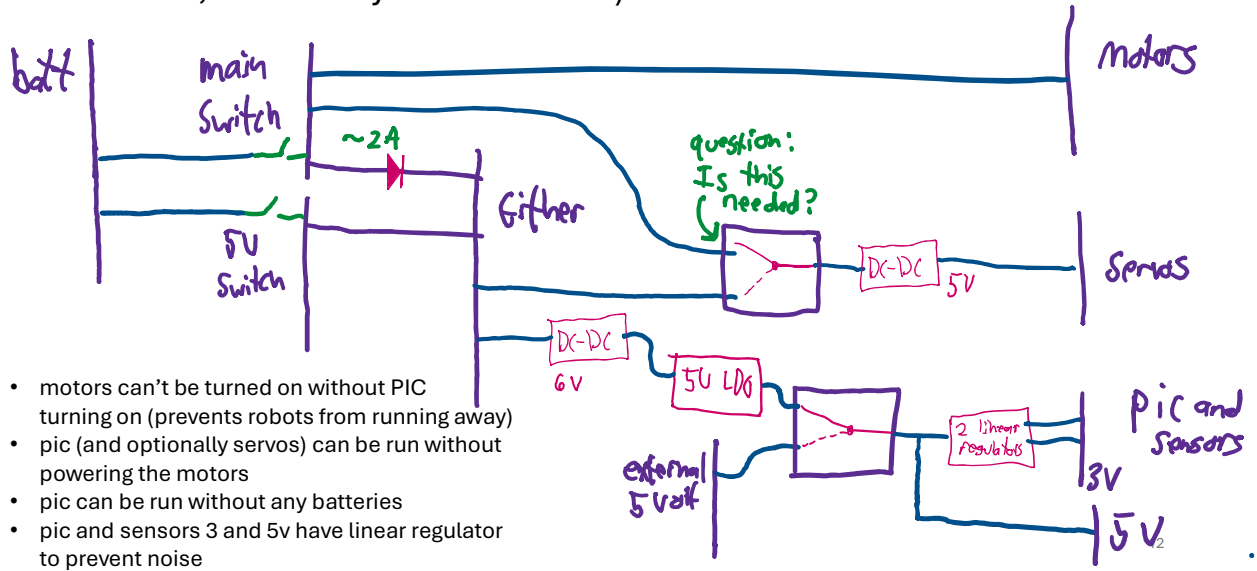 batt
main
Switch
~2A
Motors
question:
Is this
needed?
Either
5V
Switch
DC-DC
5V
Servos
DC-DC
6V
5V LDO
external
5 Volt
2 linear
regulators
pic and
sensors
3V
5V
12
• motors can't be turned on without PIC
turning on (prevents robots from running away)
• pic (and optionally servos) can be run without
powering the motors
• pic can be run without any batteries
• pic and sensors 3 and 5v have linear regulator
to prevent noise